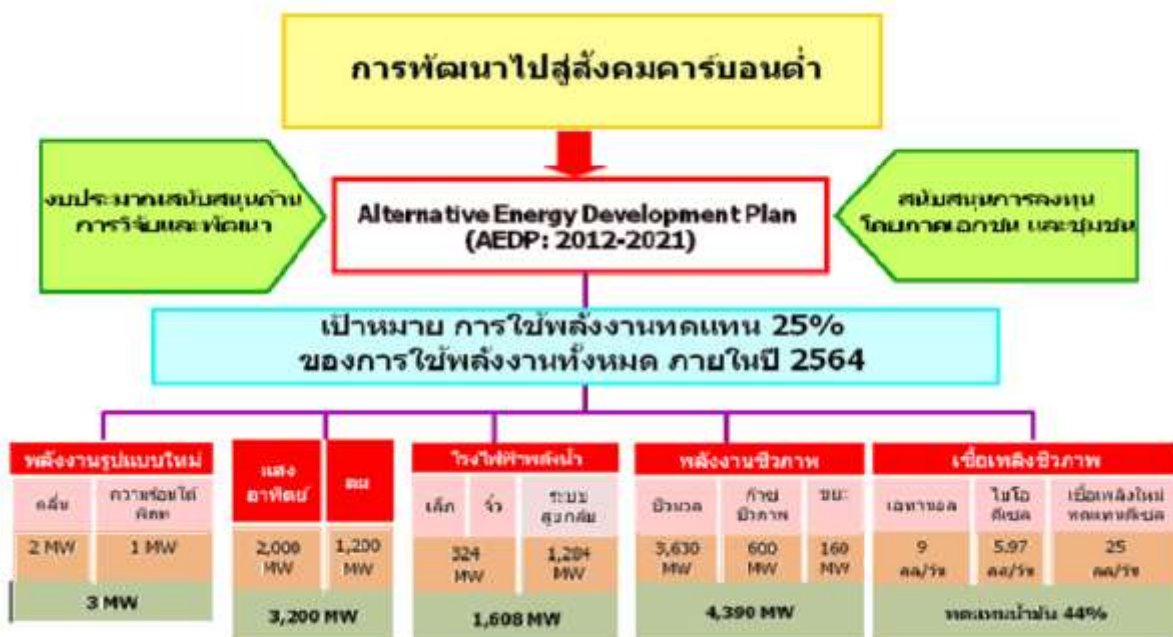 การพัฒนาไปสู่สังคมคาร์บอนต่ำ
งบประมาณสนับสนุนด้าน
การวิจัยและพัฒนา
Alternative Energy Development Plan
(AEDP: 2012-2021)
สนับสนุนการลงทุน
โดยภาคเอกชน และชุมชน
เป้าหมาย การใช้พลังงานทดแทน 25%
ของการใช้พลังงานทั้งหมด ภายในปี 2564
พลังงานรูปแบบใหม่
คลื่น
ความร้อนใต้
พิภพ
2 MW
1 MW
3 MW
แสง
อาทิตย์
ลม
2,000
MW
1,200
MW
3,200 MW
โรงไฟฟ้าพลังน้ำ
เล็ก
จิ๋ว
ระบบ
สูบกลับ
324
MW
1,284
MW
1,608 MW
พลังงานชีวภาพ
ชีวมวล
ก๊าซ
ชีวภาพ
ขยะ
3,630
MW
600
MW
160
MW
4,390 MW
เชื้อเพลิงชีวภาพ
เอทานอล
ไบโอ
ดีเซล
เชื้อเพลิงใหม่
ทดแทนดีเซล
9
ลล/วัน
5.97
ลล/วัน
25
ลล/วัน
ทดแทนน้ำมัน 44%